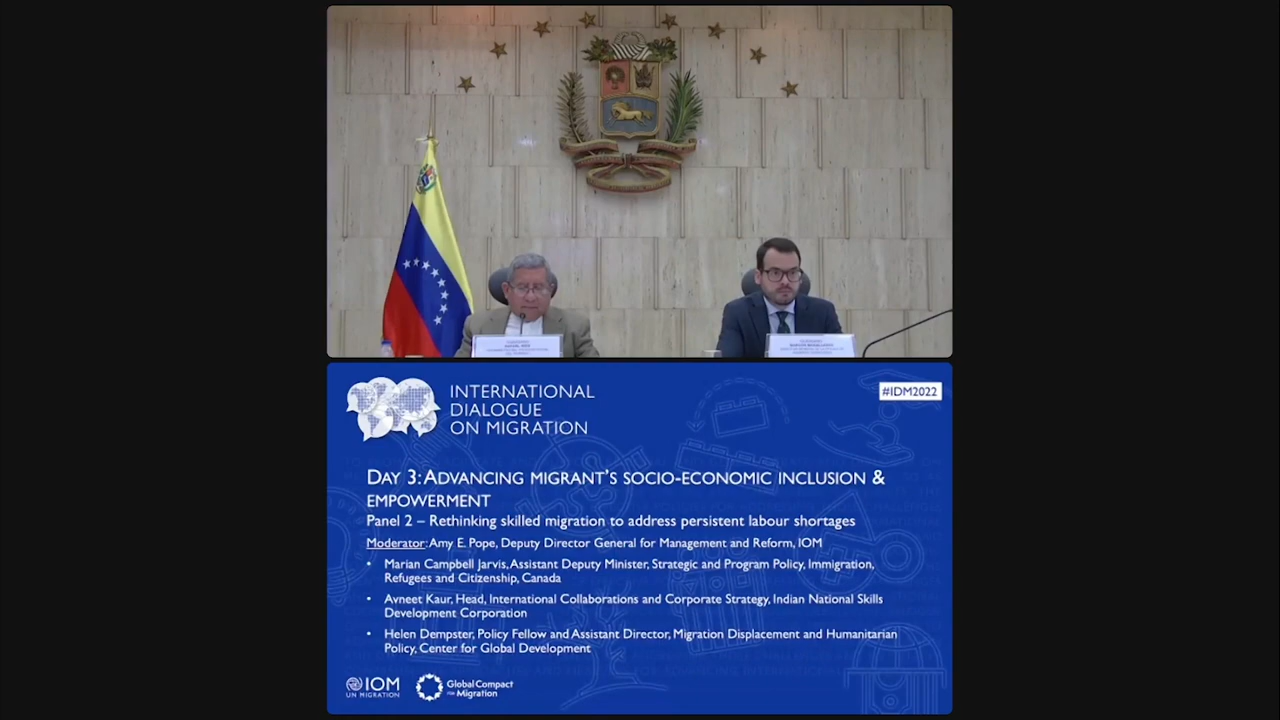 INTERNATIONAL
DIALOGUE
ON MIGRATION
#IDM2022
DAY 3: ADVANCING MIGRANT'S SOCIO-ECONOMIC INCLUSION &
EMPOWERMENT
Panel 2 – Rethinking skilled migration to address persistent labour shortages
Moderator: Amy E. Pope, Deputy Director General for Management and Reform, IOM
• Marian Campbell Jarvis, Assistant Deputy Minister, Strategic and Program Policy, Immigration,
Refugees and Citizenship, Canada
• Avneet Kaur, Head, International Collaborations and Corporate Strategy, Indian National Skills
Development Corporation
• Helen Dempster, Policy Fellow and Assistant Director, Migration Displacement and Humanitarian
Policy, Center for Global Development
IOM
UN MIGRATION
Global Compact
FOR Migration